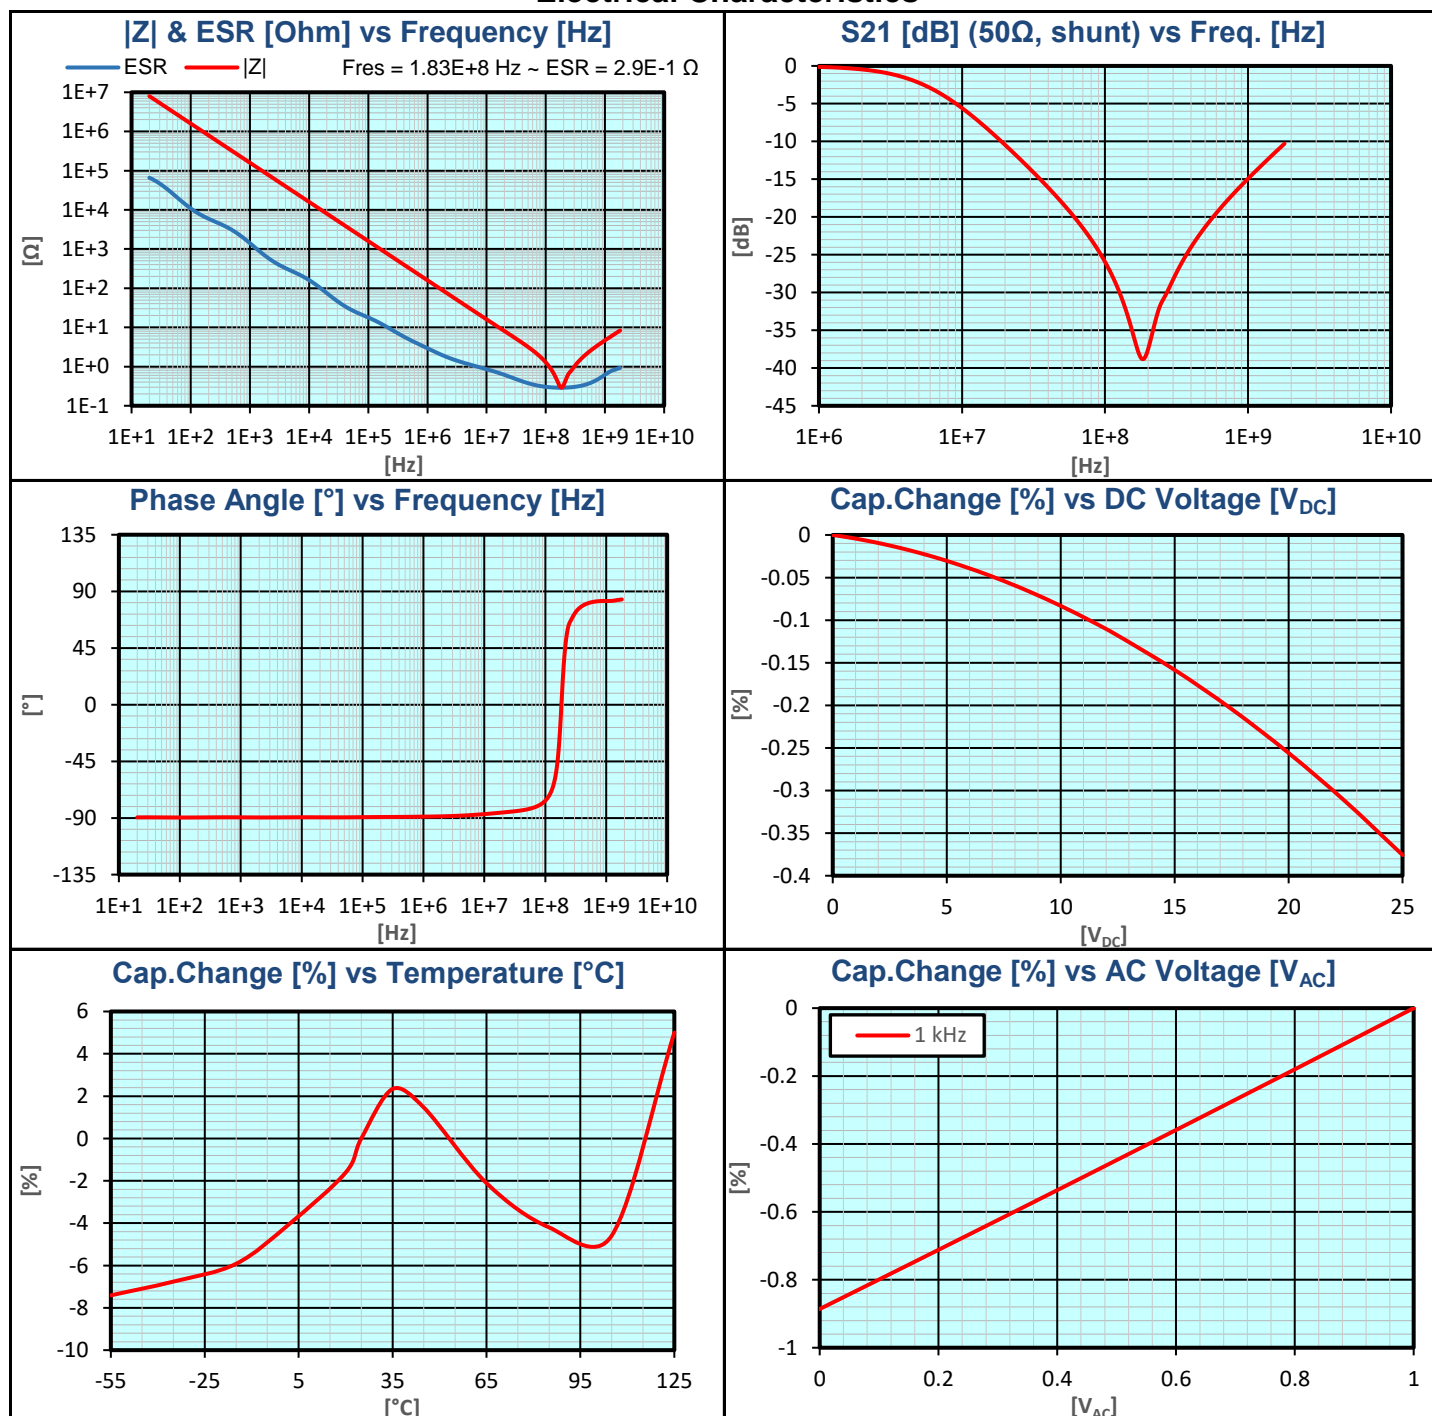 |Z| & ESR [Ohm] vs Frequency [Hz]
ESR |Z| Fres = 1.83E+8 Hz ~ ESR = 2.9E-1 Ω
1E+7
1E+6
1E+5
1E+4
1E+3
1E+2
1E+1
1E+0
1E-1
[Ω]
1E+1 1E+2 1E+3 1E+4 1E+5 1E+6 1E+7 1E+8 1E+9 1E+10
[Hz]
S21 [dB] (50Ω, shunt) vs Freq. [Hz]
0
-5
-10
-15
-20
-25
-30
-35
-40
-45
[dB]
1E+6 1E+7 1E+8 1E+9 1E+10
[Hz]
Phase Angle [°] vs Frequency [Hz]
135
90
45
0
-45
-90
-135
[°]
1E+1 1E+2 1E+3 1E+4 1E+5 1E+6 1E+7 1E+8 1E+9 1E+10
[Hz]
Cap.Change [%] vs DC Voltage [VDC]
0
-0.05
-0.1
-0.15
-0.2
-0.25
-0.3
-0.35
-0.4
[%]
0 5 10 15 20 25
[VDC]
Cap.Change [%] vs Temperature [°C]
6
4
2
0
-2
-4
-6
-8
-10
[%]
-55 -25 5 35 65 95 125
[°C]
Cap.Change [%] vs AC Voltage [VAC]
1 kHz
0
-0.2
-0.4
-0.6
-0.8
-1
[%]
0 0.2 0.4 0.6 0.8 1
[VAC]